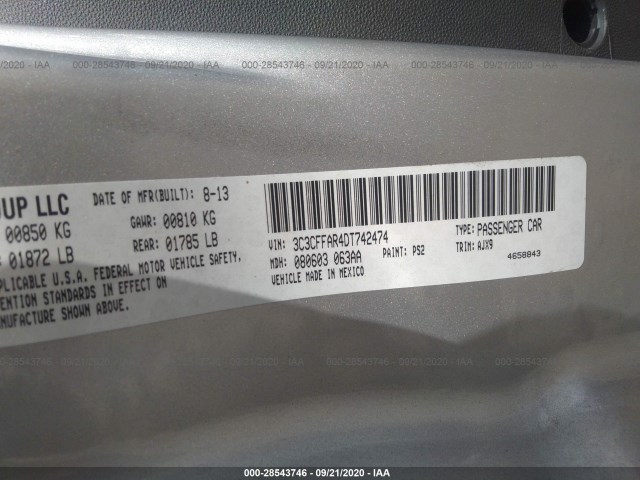 000-28543746 - 09/21/2020 - IAA
OUP LLC
DATE OF MFR(BUILT): 8-13
00850 KG
GAWR: 00810 KG
01872 LB
REAR: 01785 LB
PLICABLE U.S.A. FEDERAL MOTOR VEHICLE SAFETY,
ENTION STANDARDS IN EFFECT ON
NUFACTURE SHOWN ABOVE.
VIN: 3C3CFFAR4DT742474
TYPE: PASSENGER CAR
MDH: 080603 063AA
PAINT: PS2
TRIM: AJX9
VEHICLE MADE IN MEXICO
4658843
000-28543746 - 09/21/2020 - IAA